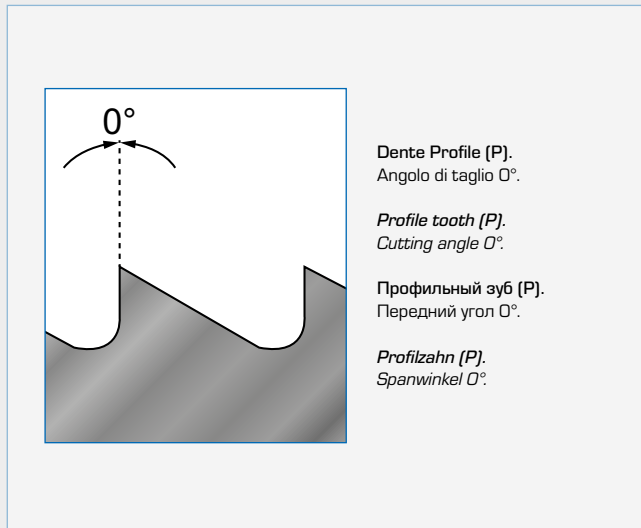 0°
Dente Profile (P).
Angolo di taglio 0°.
Profile tooth (P).
Cutting angle 0°.
Профильный зуб (P).
Передний угол 0°.
Profilzahn (P).
Spanwinkel 0°.